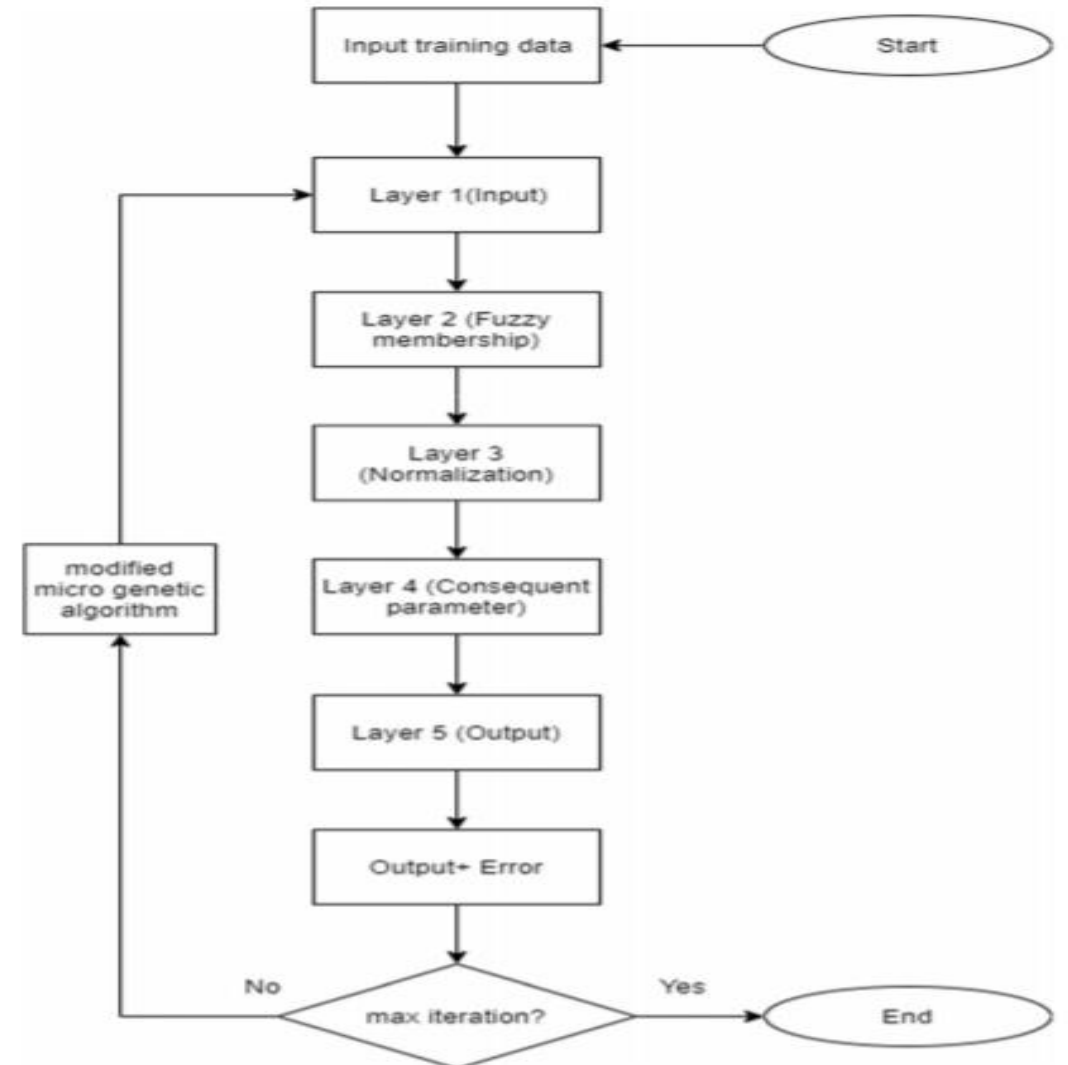 Start
Input training data
Layer 1(Input)
Layer 2 (Fuzzy
membership)
Layer 3
(Normalization)
Layer 4 (Consequent
parameter)
Layer 5 (Output)
Output+ Error
max iteration?
No
Yes
modified
micro genetic
algorithm
End